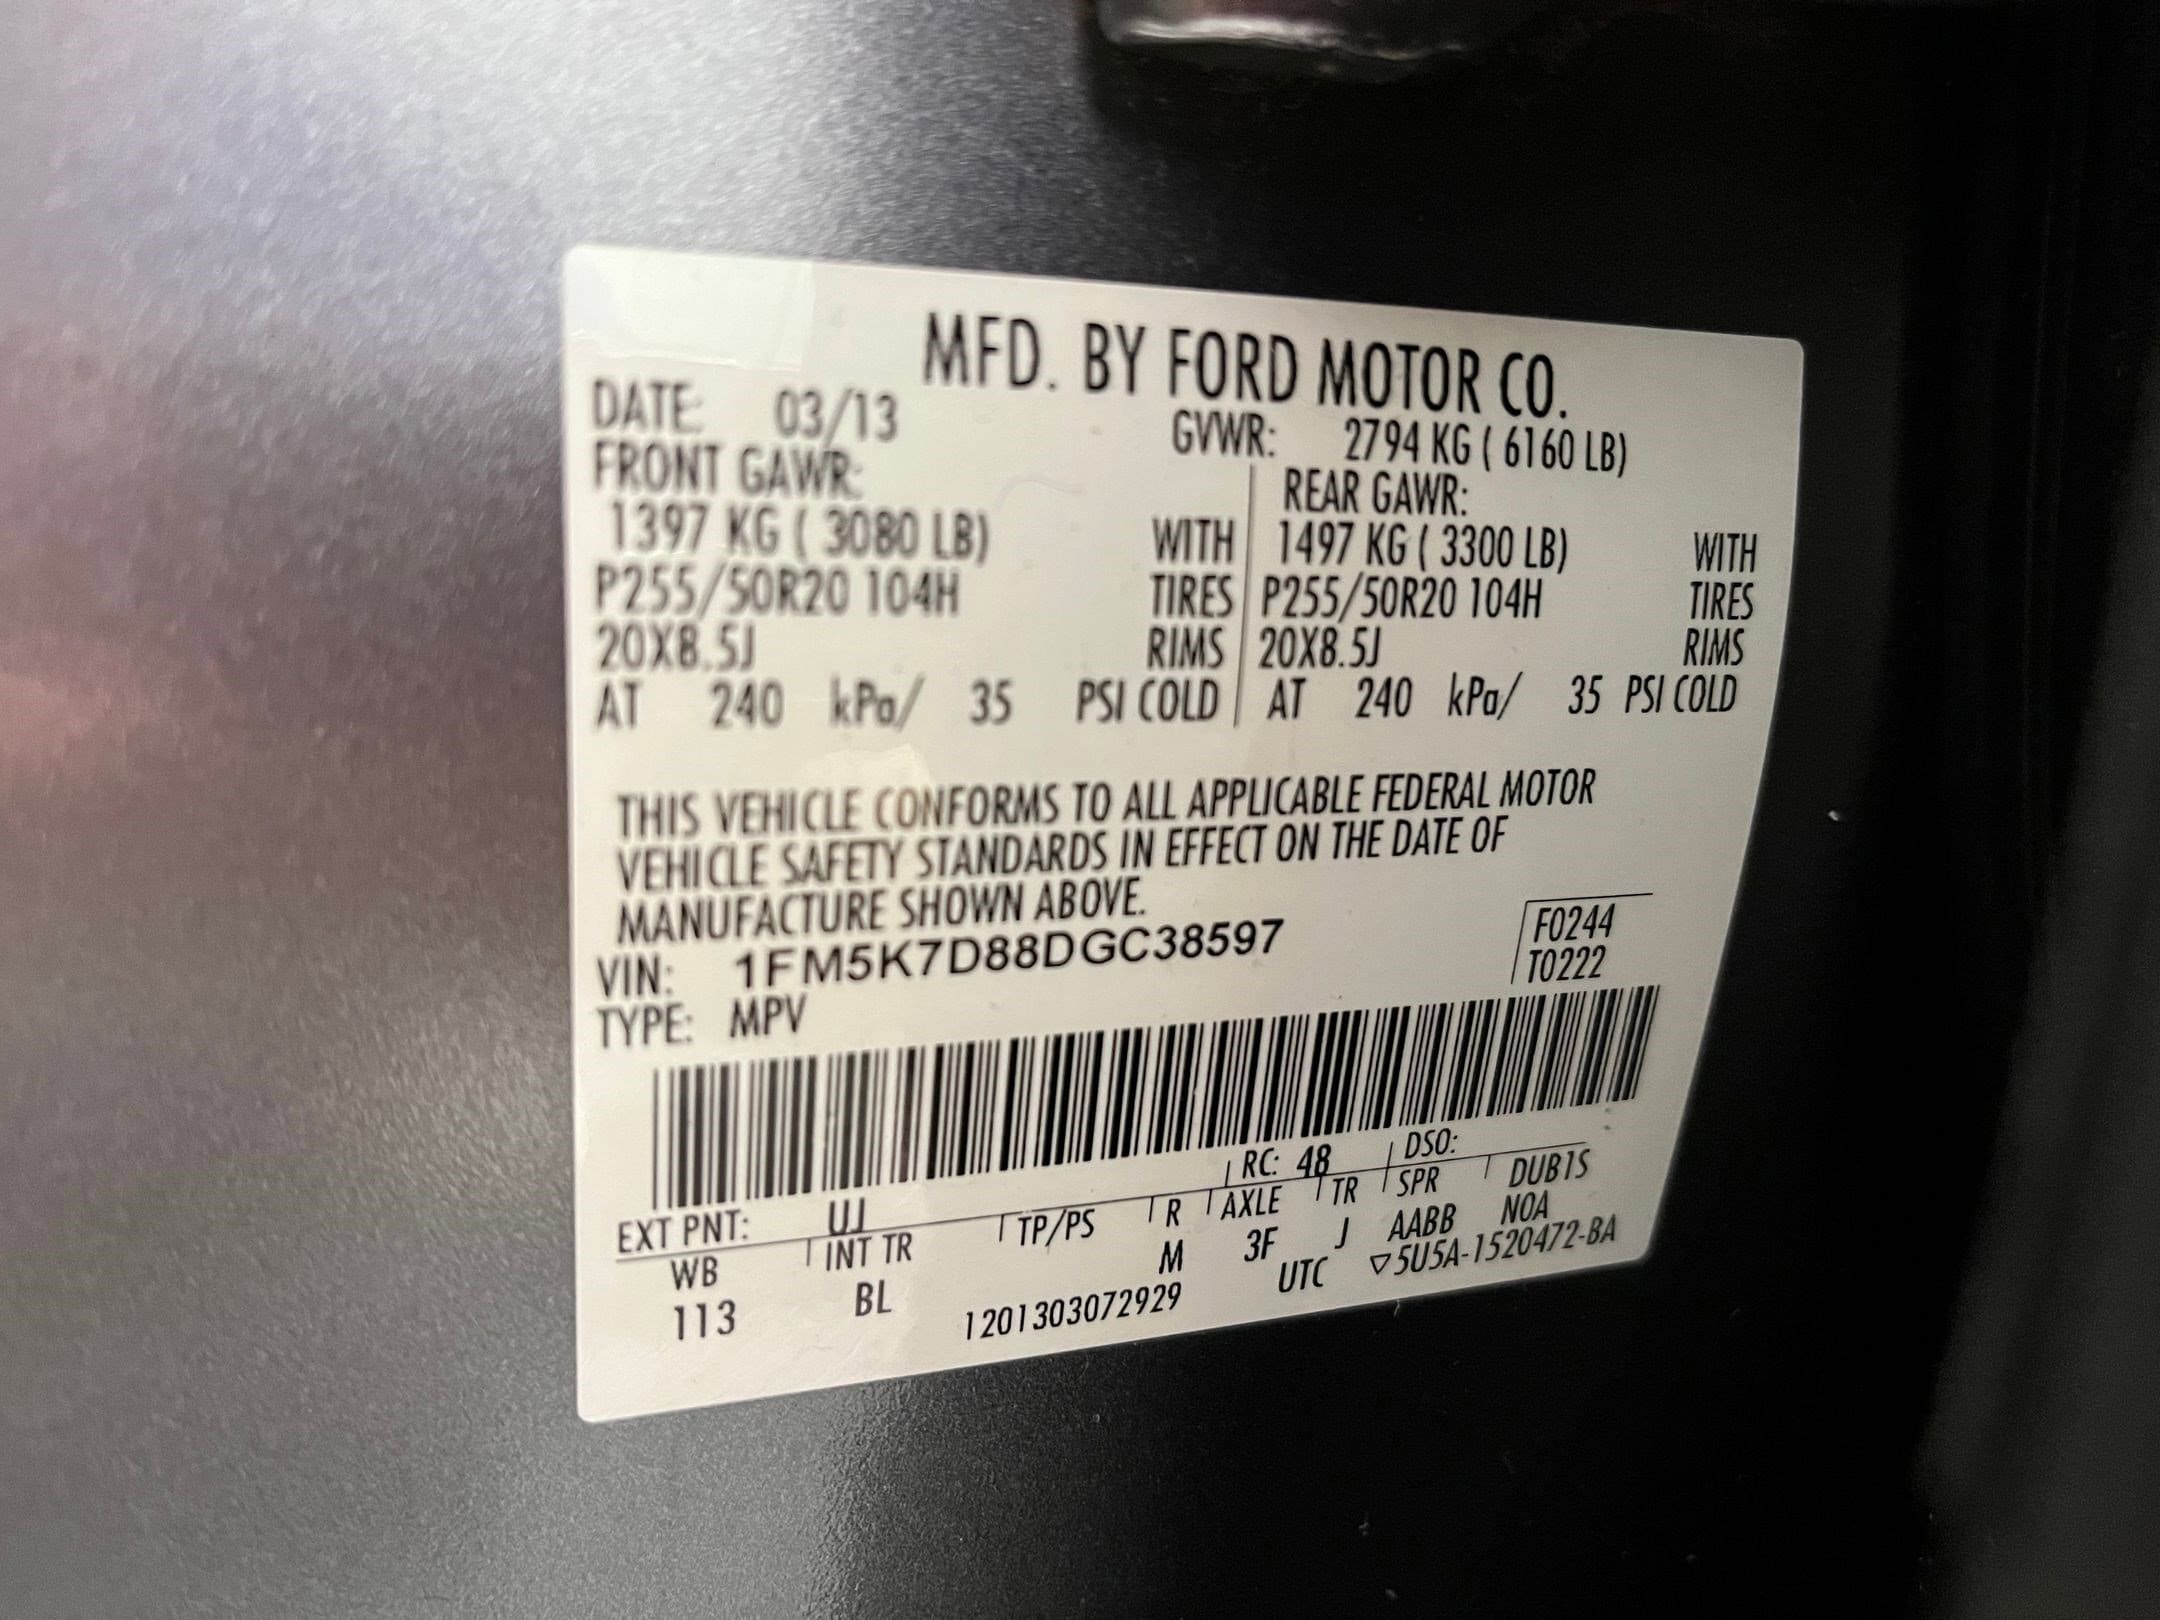 MFD. BY FORD MOTOR CO.
DATE: 03/13 GVWR: 2794 KG ( 6160 LB)
FRONT GAWR: REAR GAWR:
1397 KG ( 3080 LB) WITH 1497 KG ( 3300 LB) WITH
P255/50R20 104H TIRES P255/50R20 104H TIRES
20X8.5J RIMS 20X8.5J RIMS
AT 240 kPa/ 35 PSI COLD AT 240 kPa/ 35 PSI COLD
THIS VEHICLE CONFORMS TO ALL APPLICABLE FEDERAL MOTOR
VEHICLE SAFETY STANDARDS IN EFFECT ON THE DATE OF
MANUFACTURE SHOWN ABOVE.
VIN: 1FM5K7D88DGC38597 F0244
TYPE: MPV T0222
EXT PNT: UJ RC: 48 DSO:
WB INT TR TP/PS R AXLE TR SPR DUB1S
113 BL M 3F J AABB NOA
1201303072929 UTC ▽5U5A-1520472-BA